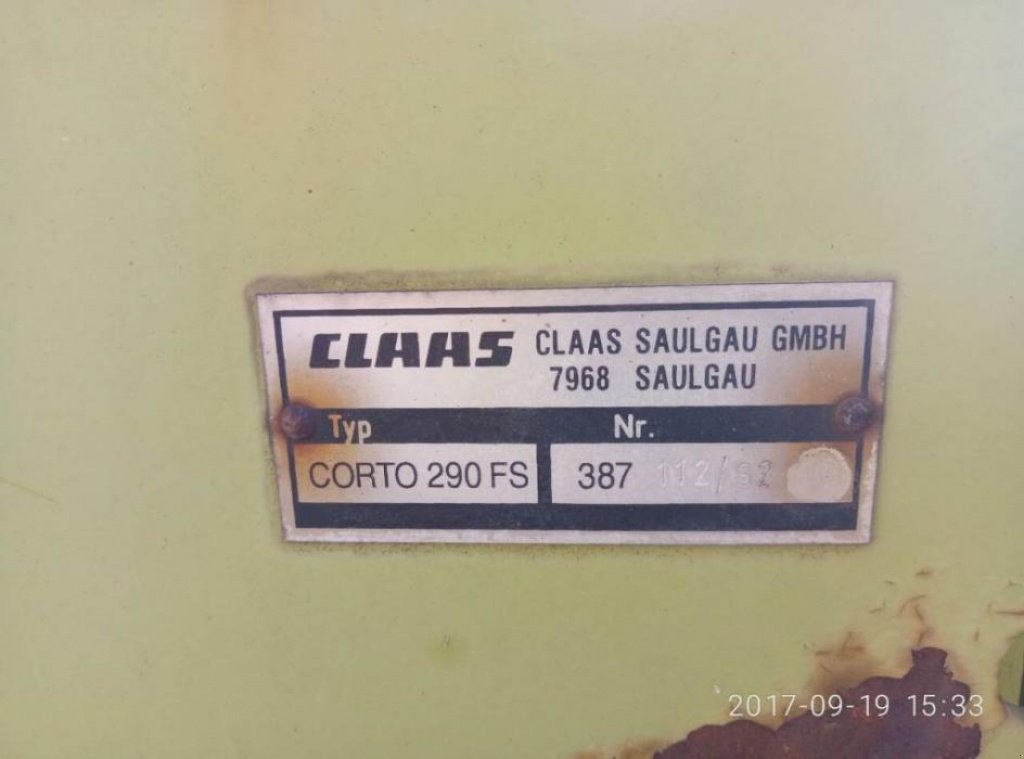 CLAAS CLAAS SAULGAU GMBH
7968 SAULGAU
Typ Nr.
CORTO 290 FS 387
2017-09-19 15:33